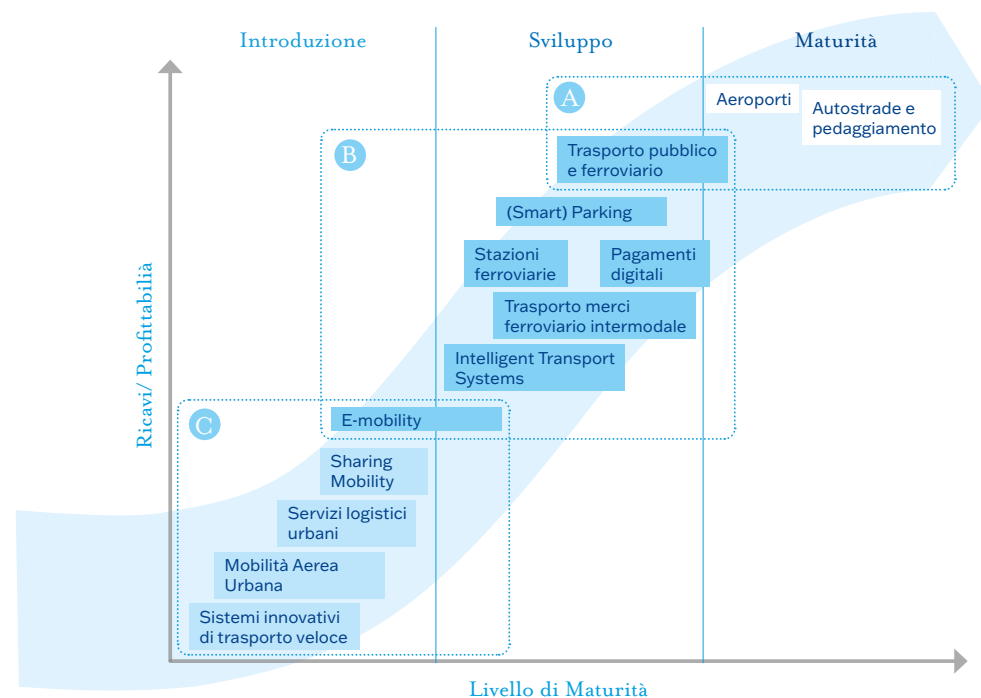 Introduzione
Sviluppo
Maturità
A
Aeroporti
Autostrade e
pedaggiamento
B
Trasporto pubblico
e ferroviario
(Smart) Parking
Stazioni
ferroviarie
Pagamenti
digitali
Trasporto merci
ferroviario intermodale
Intelligent Transport
Systems
C
E-mobility
Sharing
Mobility
Servizi logistici
urbani
Mobilità Aerea
Urbana
Sistemi innovativi
di trasporto veloce
Ricavi/ Profittabilià
Livello di Maturità